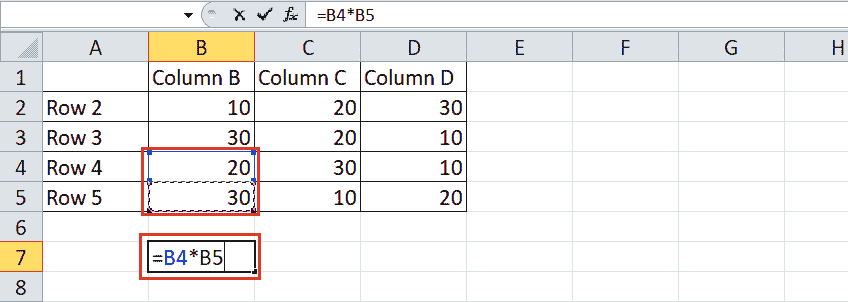 =B4*B5
A B C D E F G H
1 Column B Column C Column D
2 Row 2 10 20 30
3 Row 3 30 20 10
4 Row 4 20 30 10
5 Row 5 30 10 20
6
7 =B4*B5
8